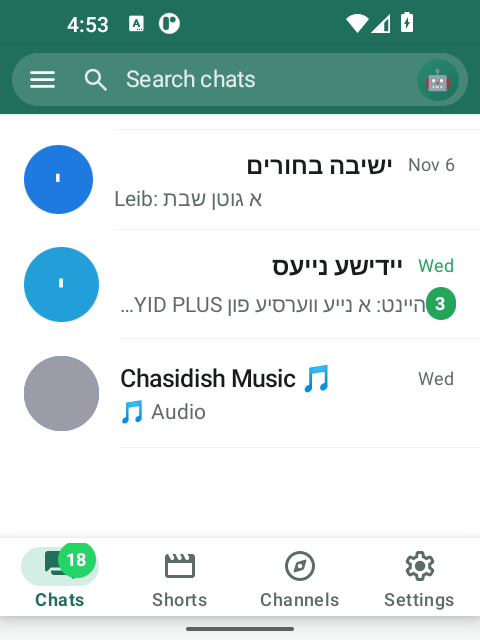 4:53
Search chats
ישיבה בחורים Nov 6
Leib: א גוטן שבת
יידישע נייעס Wed
היינט: א נייע ווערסיע פון YID PLUS... 3
Chasidish Music 🎵 Wed
🎵 Audio
18
Chats Shorts Channels Settings